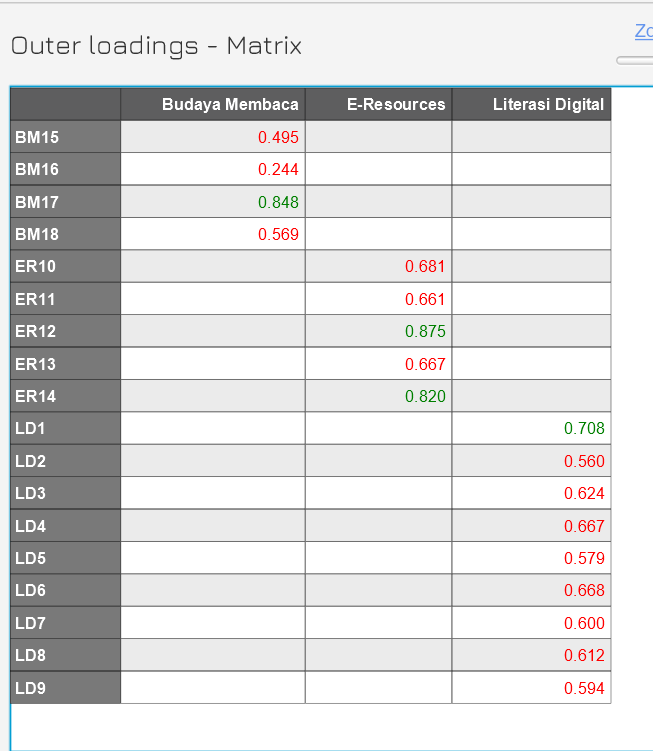 Zo
Outer loadings - Matrix
Budaya Membaca E-Resources Literasi Digital
BM15 0.495
BM16 0.244
BM17 0.848
BM18 0.569
ER10 0.681
ER11 0.661
ER12 0.875
ER13 0.667
ER14 0.820
LD1 0.708
LD2 0.560
LD3 0.624
LD4 0.667
LD5 0.579
LD6 0.668
LD7 0.600
LD8 0.612
LD9 0.594